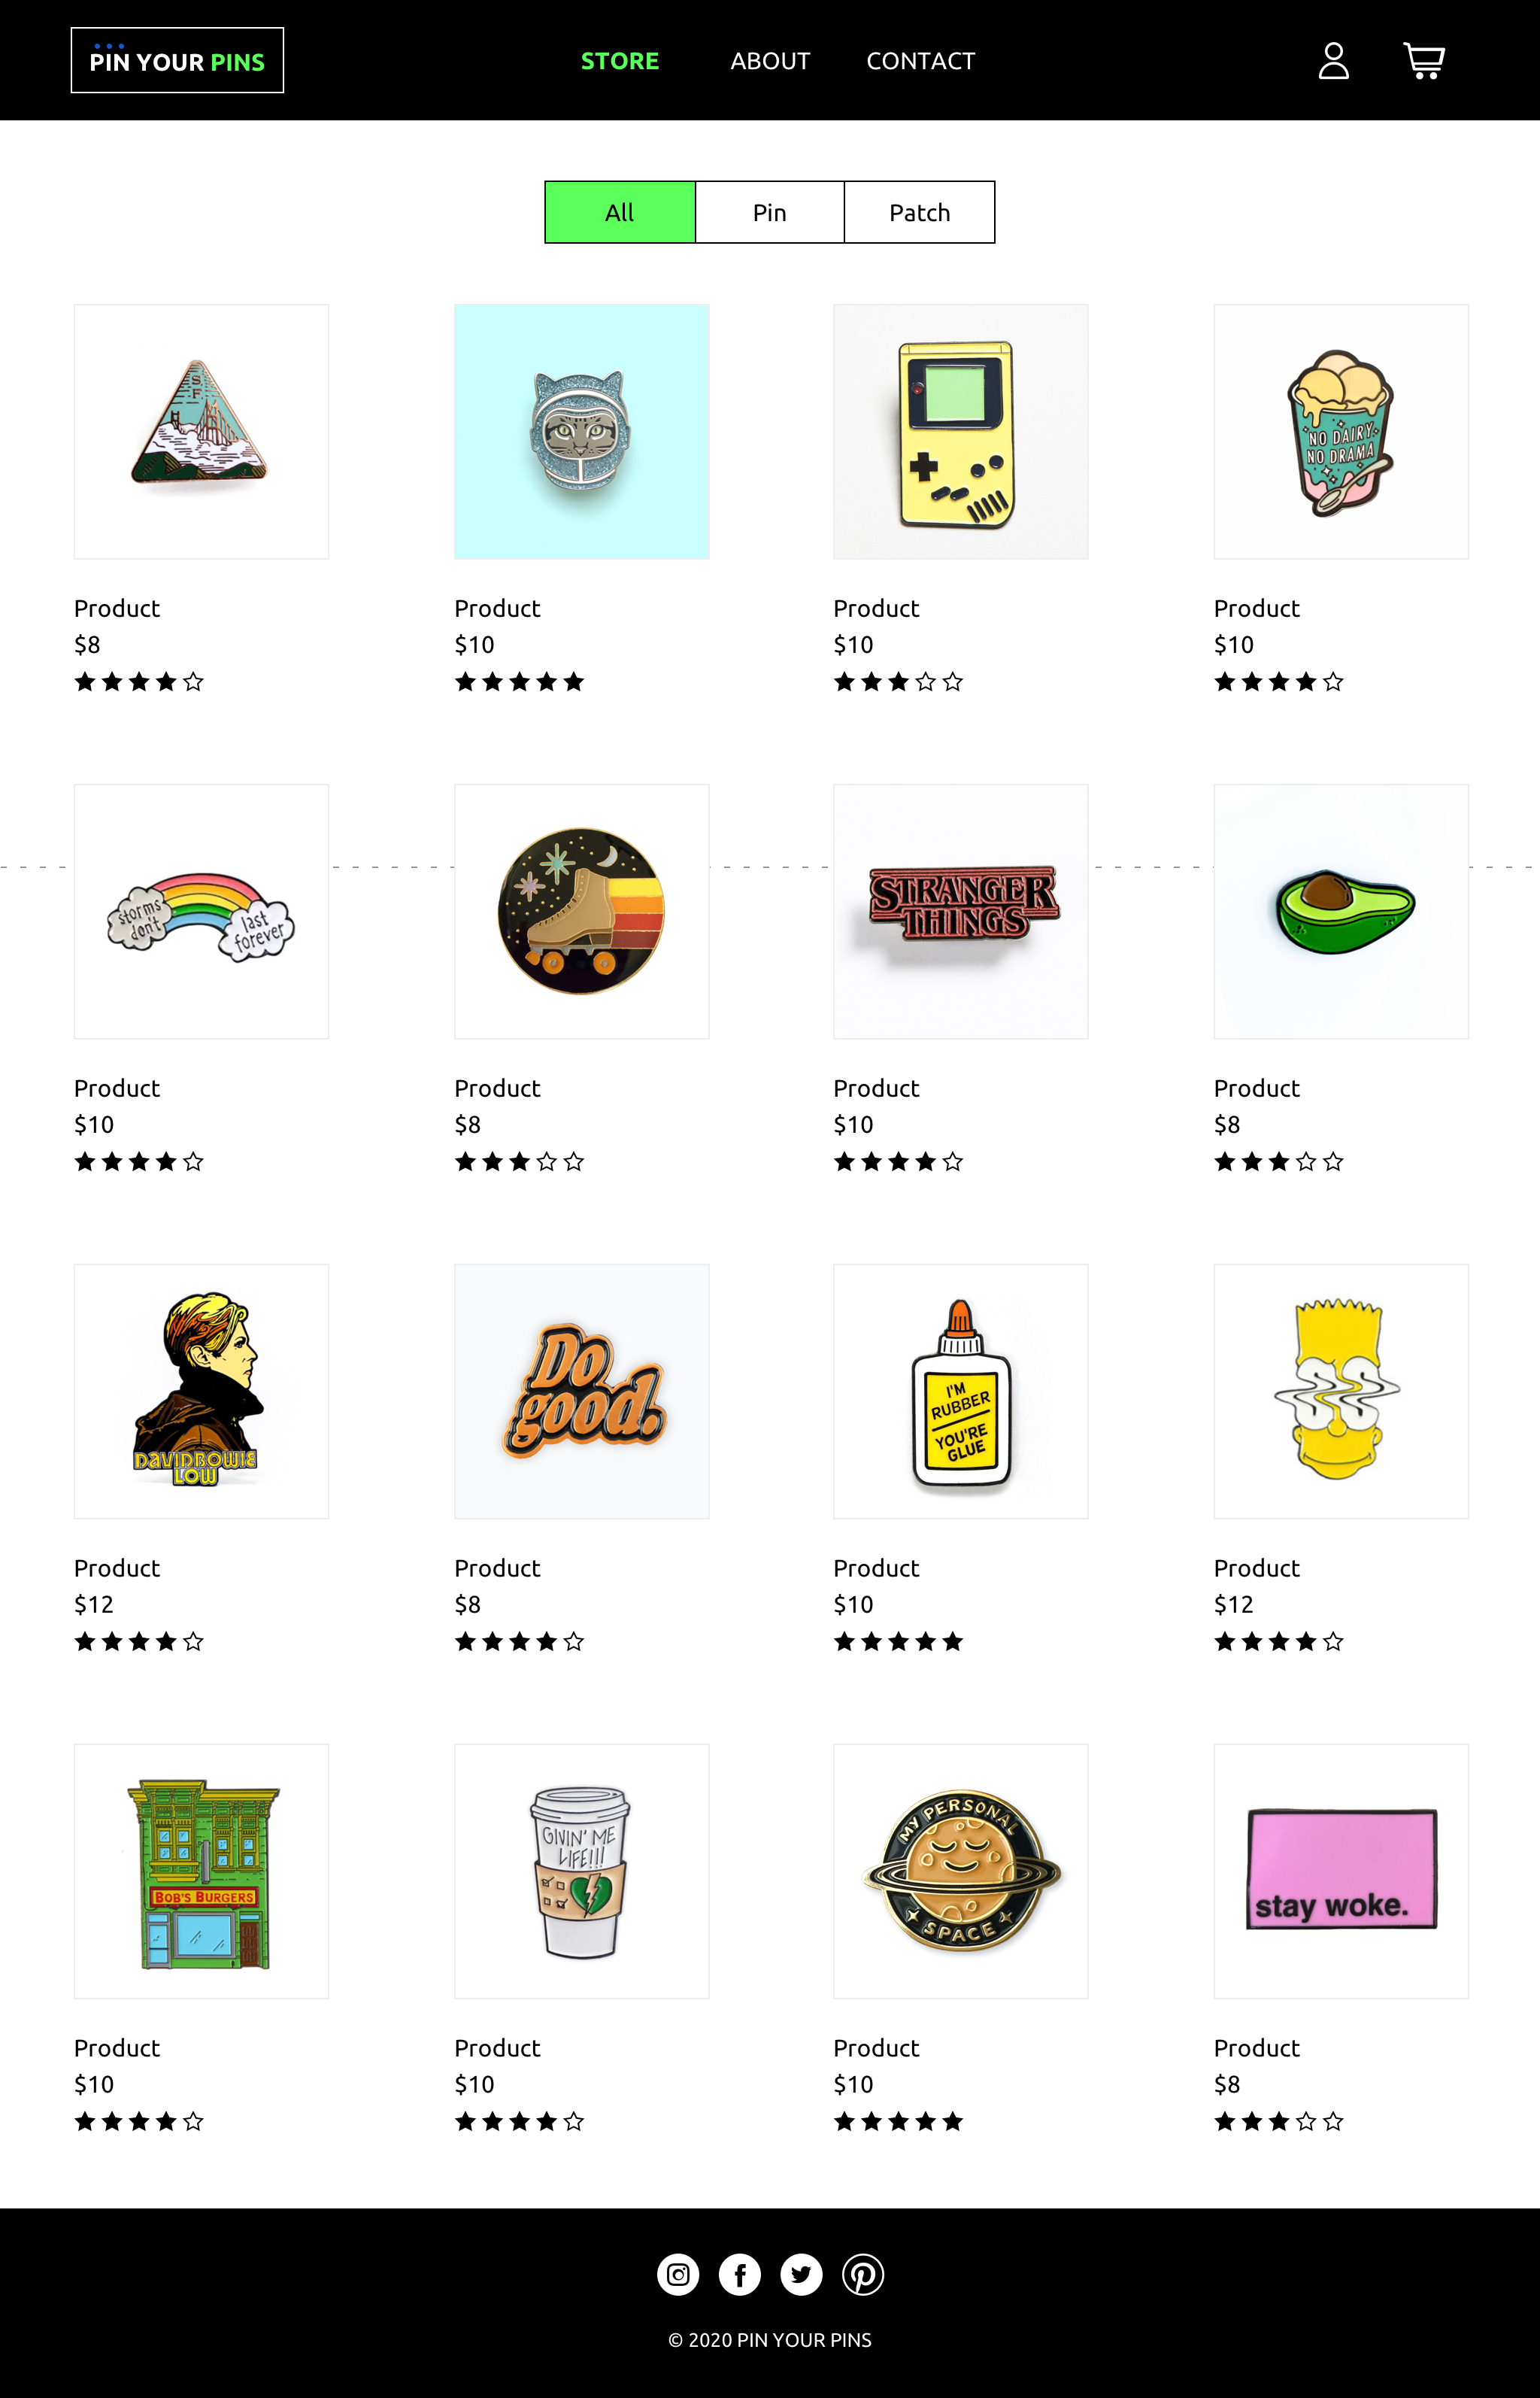 PIN YOUR PINS
STORE
ABOUT
CONTACT
All
Pin
Patch
S
F
NO DAIRY
NO DRAMA
Product
$8
Product
$10
Product
$10
Product
$10
storms
don't
last
forever
STRANGER
THINGS
Product
$10
Product
$8
Product
$10
Product
$8
DAVID BOWIE
LOW
Do
good.
I'M
RUBBER
YOU'RE
GLUE
Product
$12
Product
$8
Product
$10
Product
$12
BOB'S BURGERS
GIVIN' ME
LIFE!!!
MY PERSONAL
SPACE
stay woke.
Product
$10
Product
$10
Product
$10
Product
$8
© 2020 PIN YOUR PINS